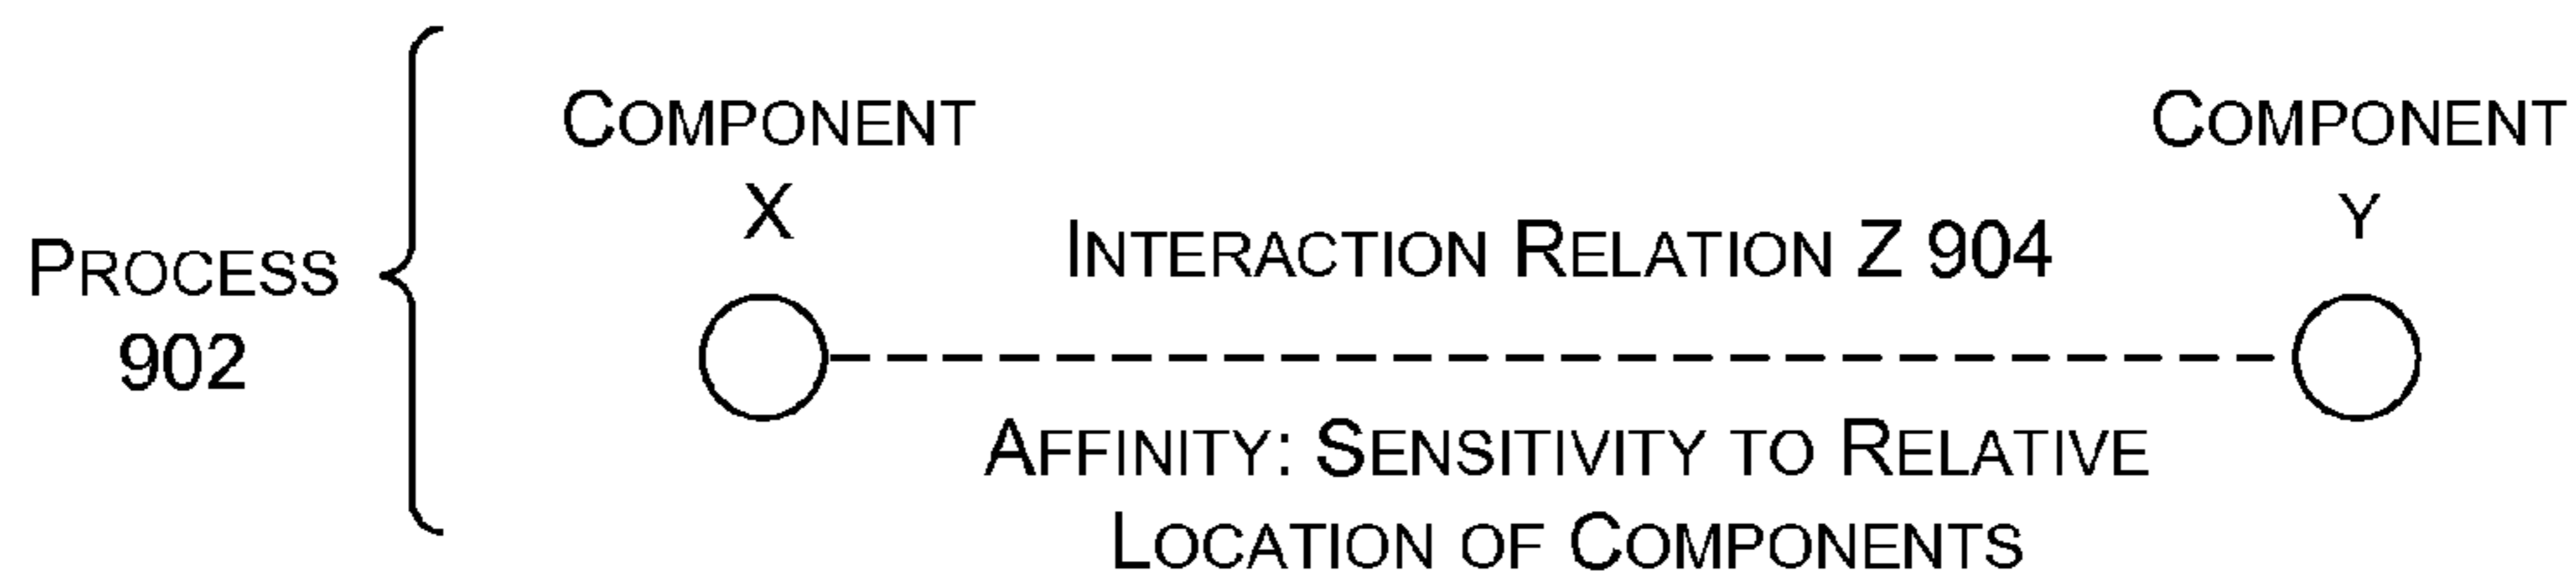 PROCESS
902
COMPONENT
X
INTERACTION RELATION Z 904
COMPONENT
Y
AFFINITY: SENSITIVITY TO RELATIVE
LOCATION OF COMPONENTS